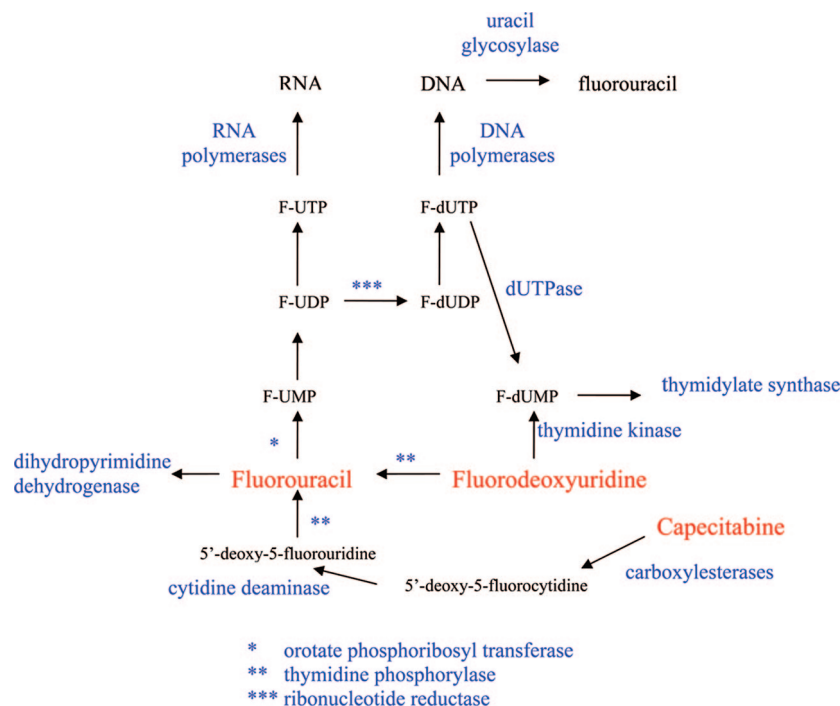 uracil
glycosylase
RNA
DNA
fluorouracil
RNA
polymerases
DNA
polymerases
F-UTP
F-dUTP
***
dUTPase
F-UDP
F-dUDP
F-UMP
F-dUMP
thymidylate synthase
*
thymidine kinase
dihydropyrimidine
dehydrogenase
Fluorouracil
**
Fluorodeoxyuridine
**
Capecitabine
5'-deoxy-5-fluorouridine
cytidine deaminase
5'-deoxy-5-fluorocytidine
carboxylesterases
* orotate phosphoribosyl transferase
** thymidine phosphorylase
*** ribonucleotide reductase